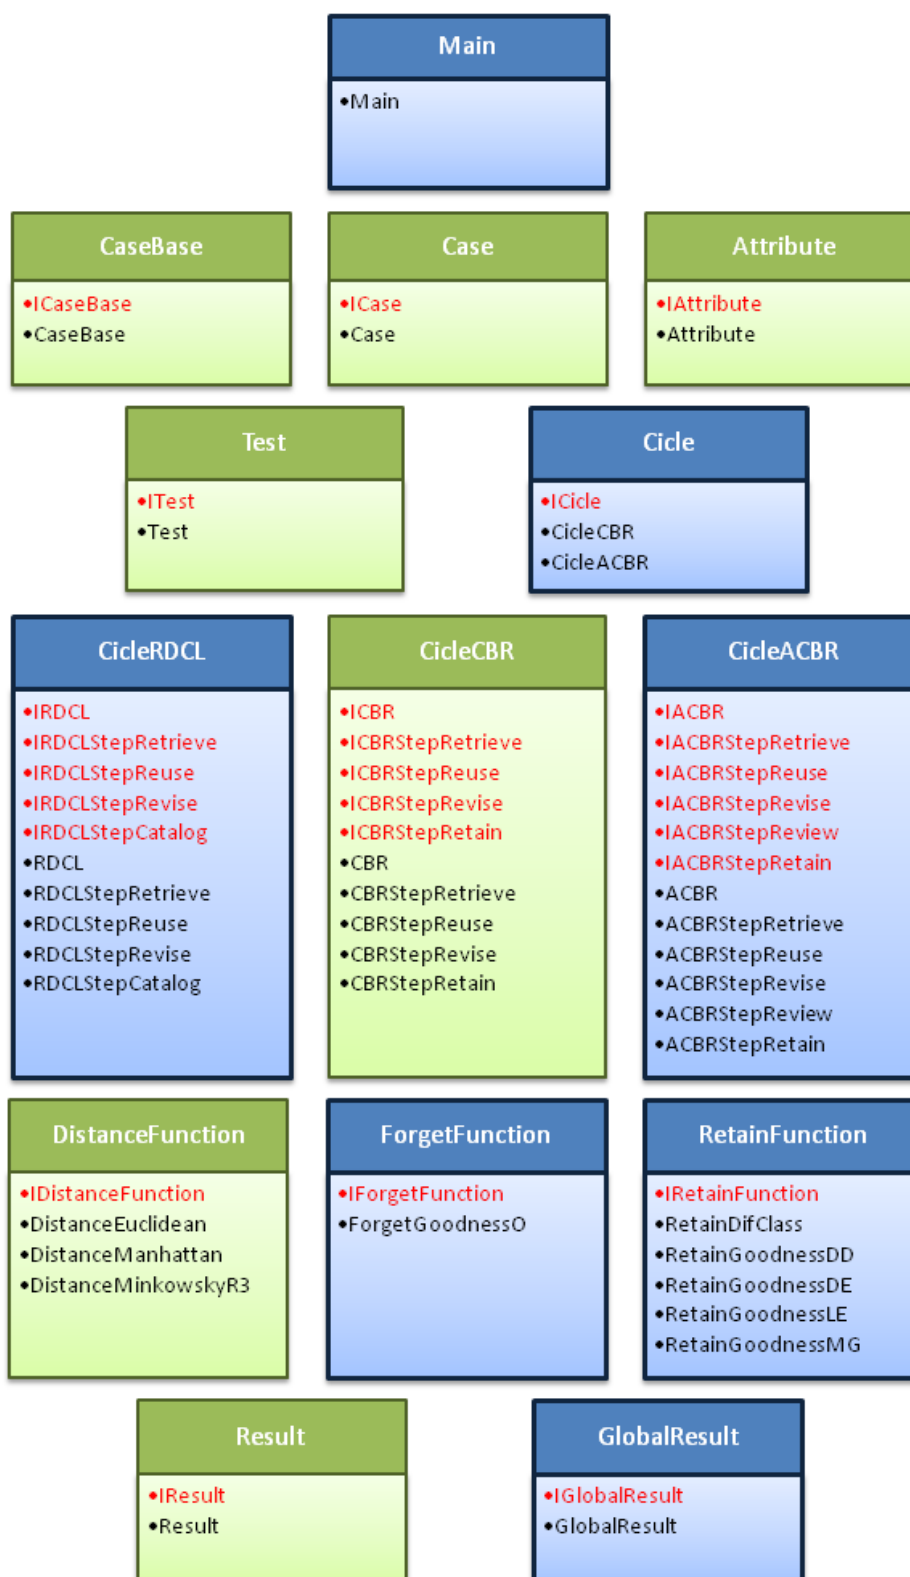 Main
•Main
CaseBase
•ICaseBase
•CaseBase
Case
•ICase
•Case
Attribute
•IAttribute
•Attribute
Test
•ITest
•Test
Cicle
•ICicle
•CicleCBR
•CicleACBR
CicleRDCL
•IRDCL
•IRDCLStepRetrieve
•IRDCLStepReuse
•IRDCLStepRevise
•IRDCLStepCatalog
•RDCL
•RDCLStepRetrieve
•RDCLStepReuse
•RDCLStepRevise
•RDCLStepCatalog
CicleCBR
•ICBR
•ICBRStepRetrieve
•ICBRStepReuse
•ICBRStepRevise
•ICBRStepRetain
•CBR
•CBRStepRetrieve
•CBRStepReuse
•CBRStepRevise
•CBRStepRetain
CicleACBR
•IACBR
•IACBRStepRetrieve
•IACBRStepReuse
•IACBRStepRevise
•IACBRStepReview
•IACBRStepRetain
•ACBR
•ACBRStepRetrieve
•ACBRStepReuse
•ACBRStepRevise
•ACBRStepReview
•ACBRStepRetain
DistanceFunction
•IDistanceFunction
•DistanceEuclidean
•DistanceManhattan
•DistanceMinkowskyR3
ForgetFunction
•IForgetFunction
•ForgetGoodnessO
RetainFunction
•IRetainFunction
•RetainDifClass
•RetainGoodnessDD
•RetainGoodnessDE
•RetainGoodnessLE
•RetainGoodnessMG
Result
•IResult
•Result
GlobalResult
•IGlobalResult
•GlobalResult